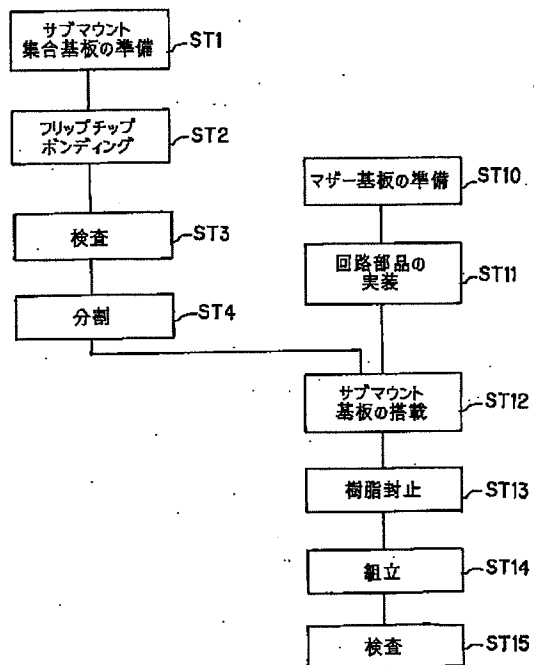 サブマウント
集合基板の準備
ST1
フリップチップ
ボンディング
ST2
検査
ST3
分割
ST4
マザー基板の準備
ST10
回路部品の
実装
ST11
サブマウント
基板の搭載
ST12
樹脂封止
ST13
組立
ST14
検査
ST15